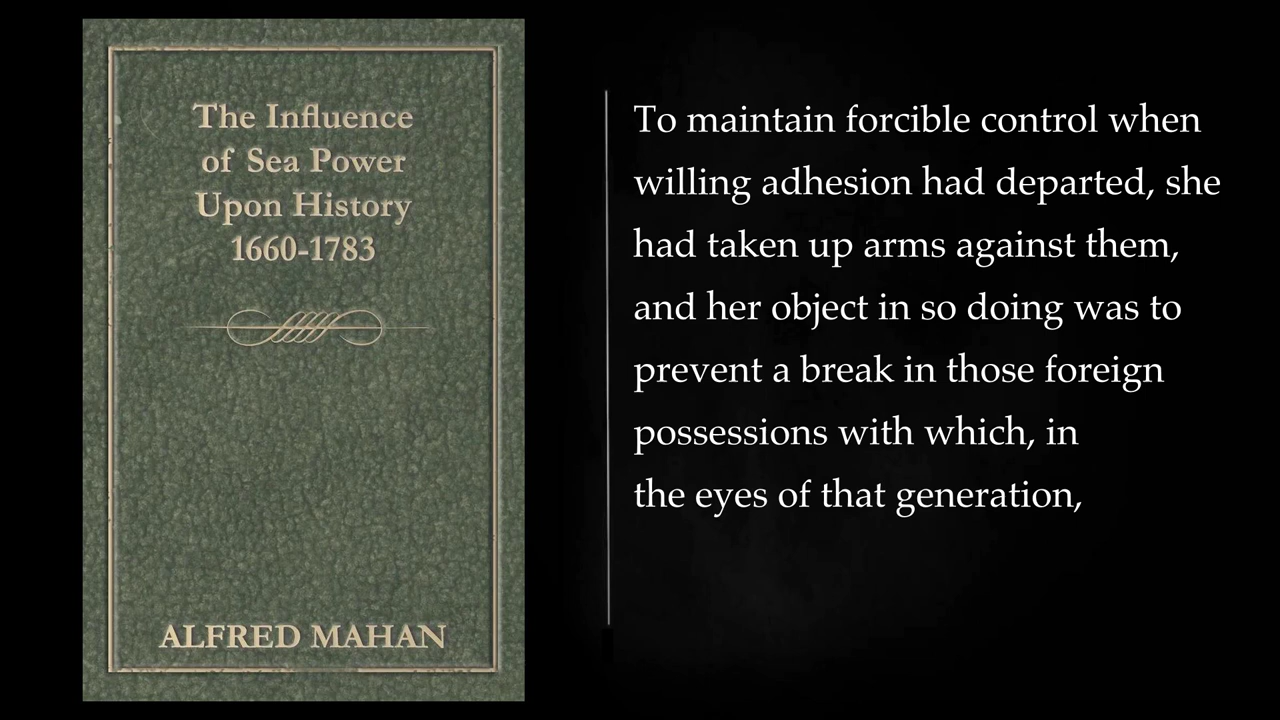 The Influence
of Sea Power
Upon History
1660-1783
ALFRED MAHAN
To maintain forcible control when
willing adhesion had departed, she
had taken up arms against them,
and her object in so doing was to
prevent a break in those foreign
possessions with which, in
the eyes of that generation,